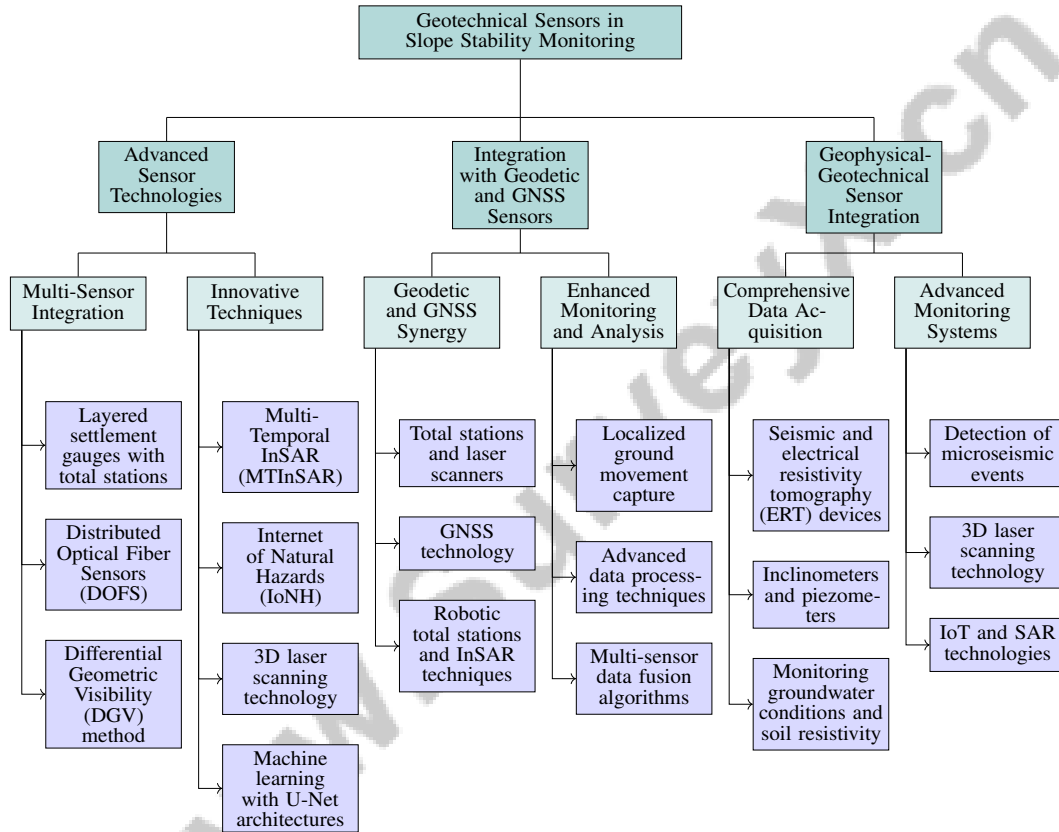 Geotechnical Sensors in
Slope Stability Monitoring
Advanced
Sensor
Technologies
Integration
with Geodetic
and GNSS
Sensors
Geophysical-
Geotechnical
Sensor
Integration
Multi-Sensor
Integration
Innovative
Techniques
Geodetic
and GNSS
Synergy
Enhanced
Monitoring
and Analysis
Comprehensive
Data Ac-
quisition
Advanced
Monitoring
Systems
Layered
settlement
gauges with
total stations
Distributed
Optical Fiber
Sensors
(DOFS)
Differential
Geometric
Visibility
(DGV)
method
Multi-
Temporal
InSAR
(MTInSAR)
Internet
of Natural
Hazards
(IoNH)
3D laser
scanning
technology
Machine
learning
with U-Net
architectures
Total stations
and laser
scanners
GNSS
technology
Robotic
total stations
and InSAR
techniques
Localized
ground
movement
capture
Advanced
data process-
ing techniques
Multi-sensor
data fusion
algorithms
Seismic and
electrical
resistivity
tomography
(ERT) devices
Inclinometers
and piezome-
ters
Monitoring
groundwater
conditions and
soil resistivity
Detection of
microseismic
events
3D laser
scanning
technology
IoT and SAR
technologies
www.SurveyX.cn